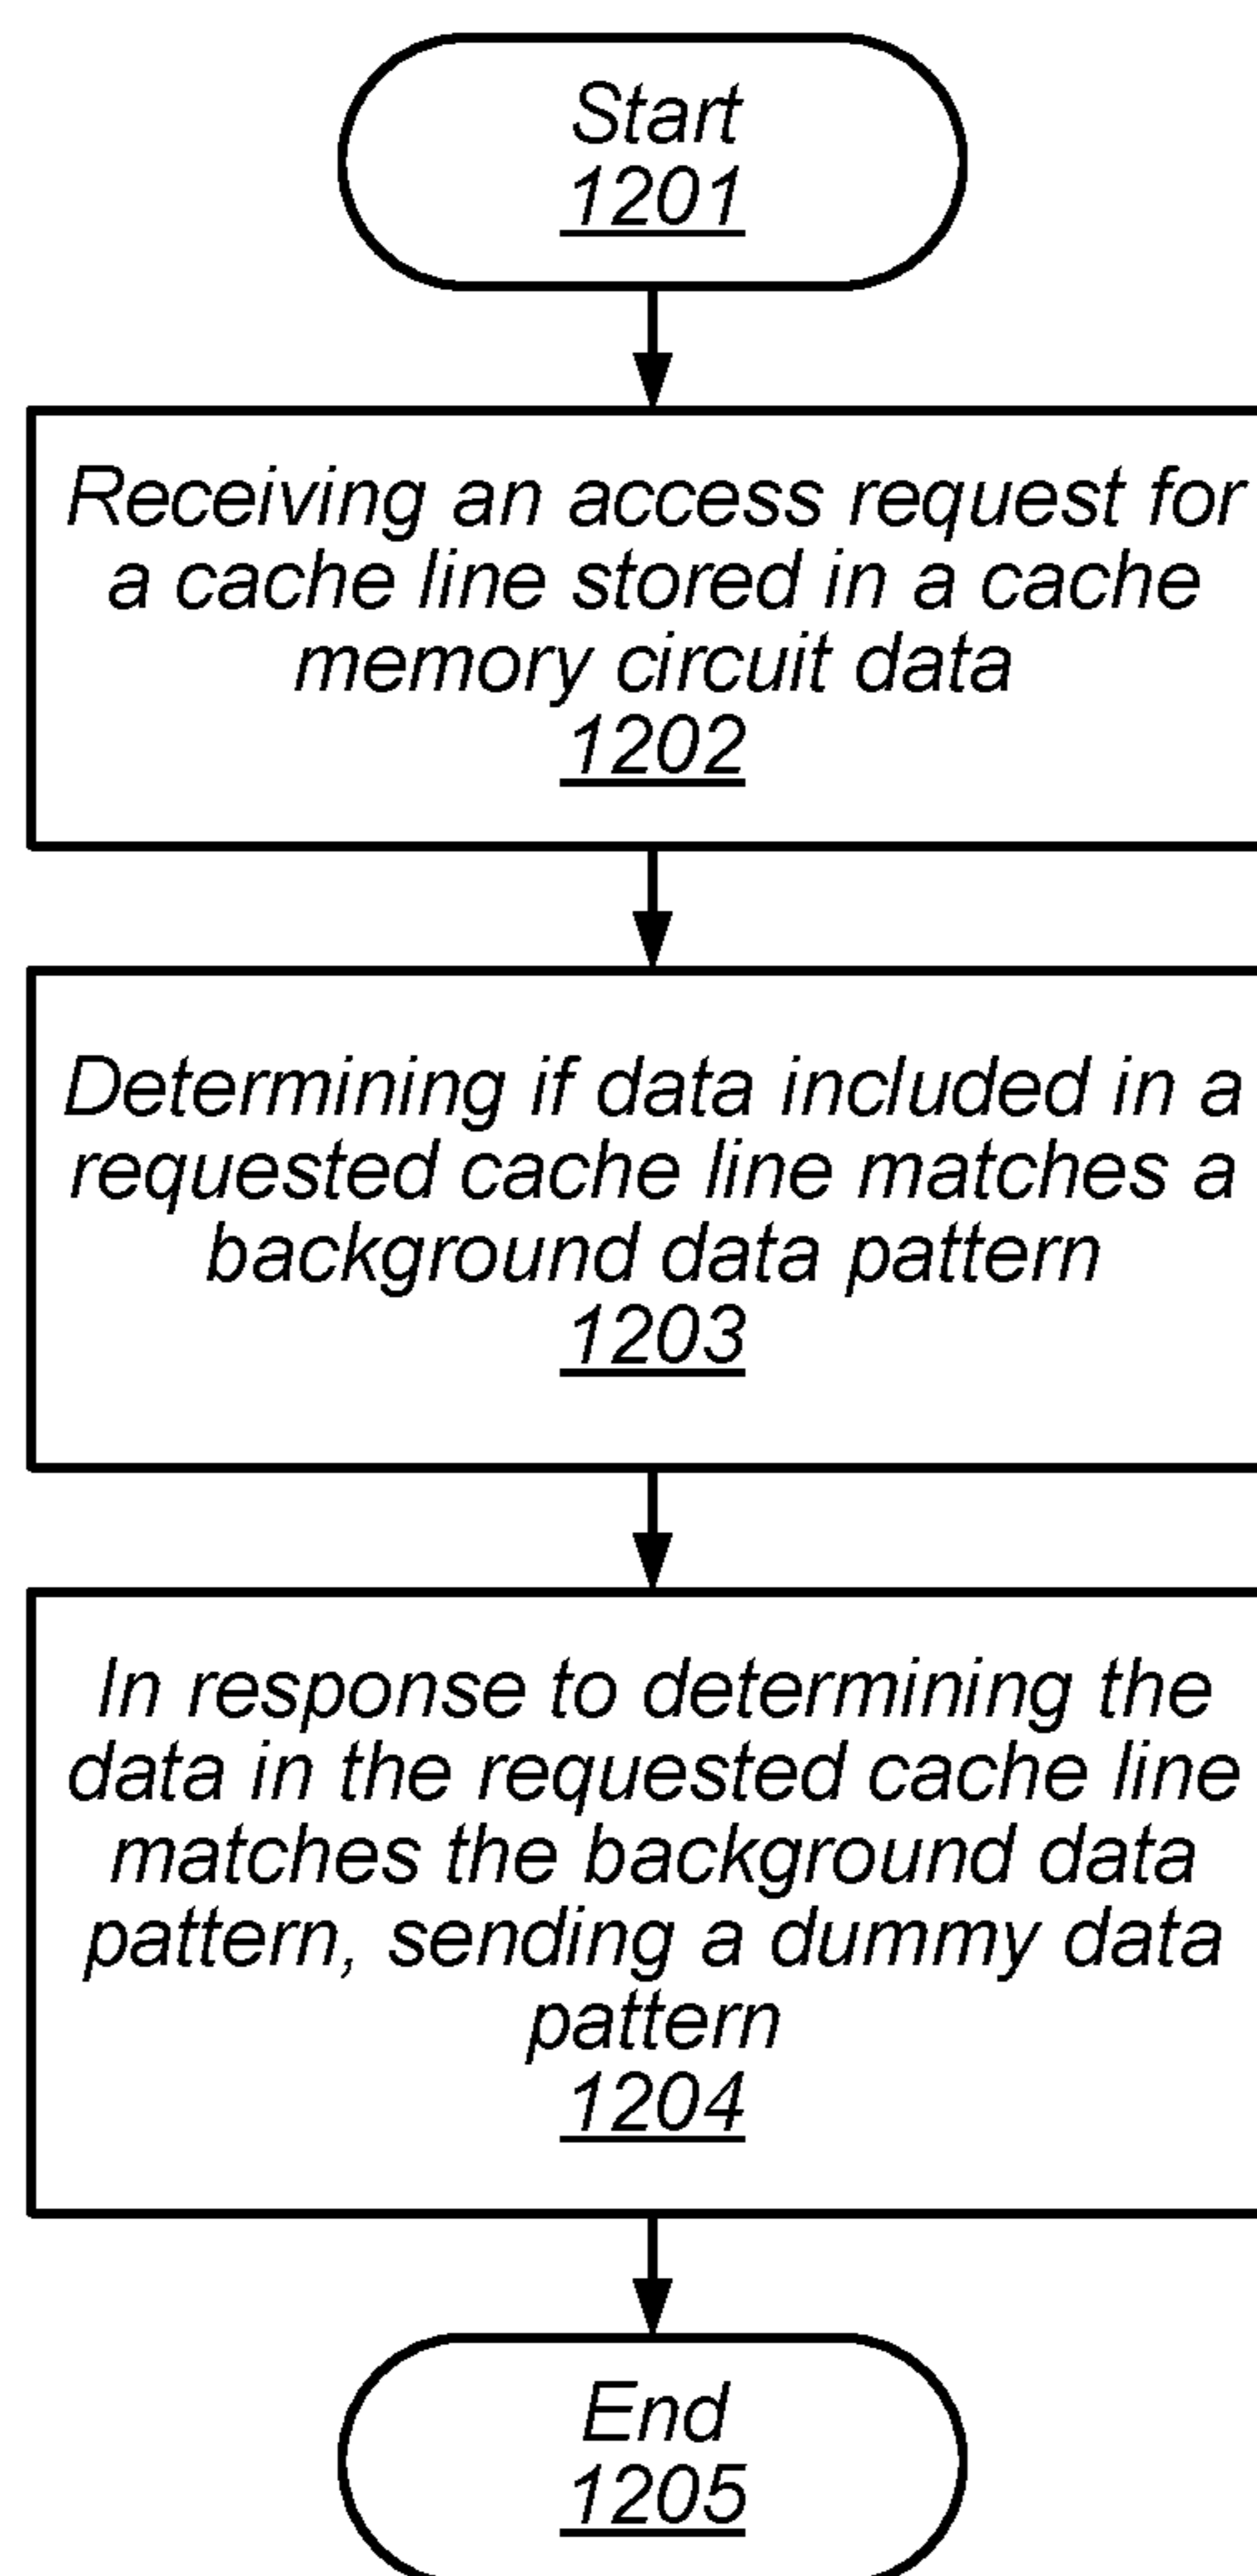 Start
1201
Receiving an access request for
a cache line stored in a cache
memory circuit data
1202
Determining if data included in a
requested cache line matches a
background data pattern
1203
In response to determining the
data in the requested cache line
matches the background data
pattern, sending a dummy data
pattern
1204
End
1205